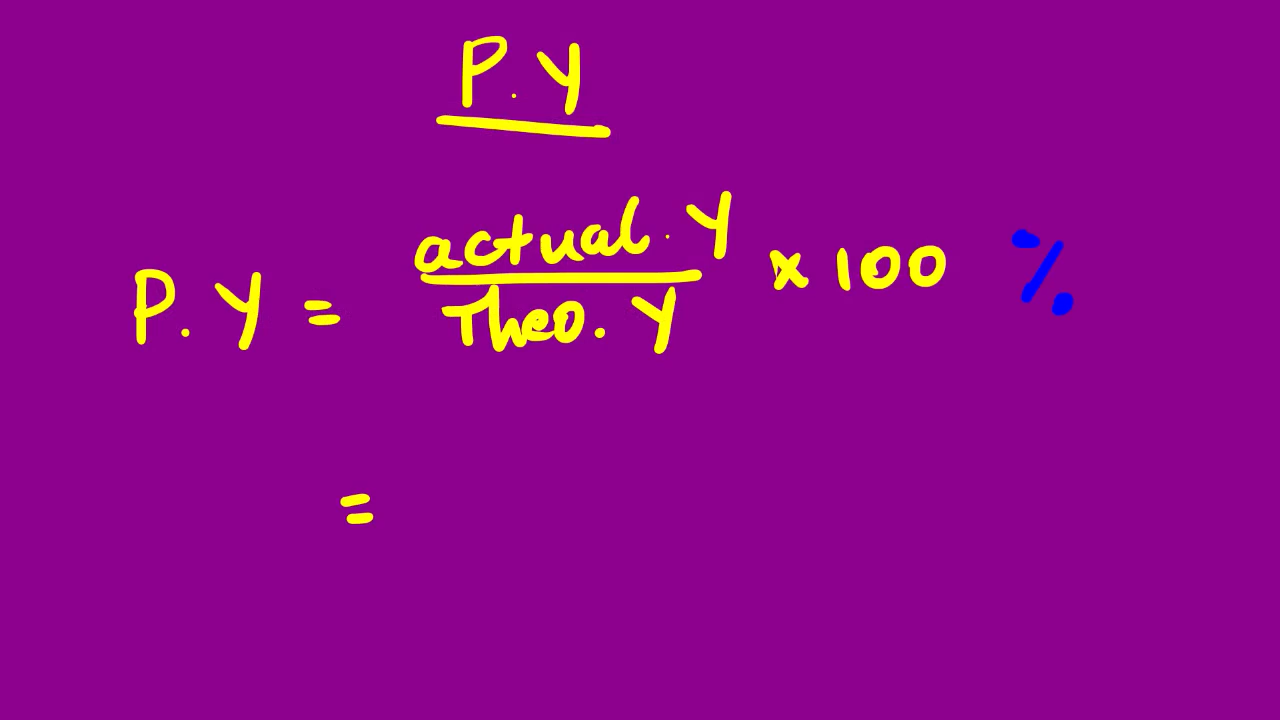 P.Y
P.Y = actual.Y / Theo.Y x 100 %
=